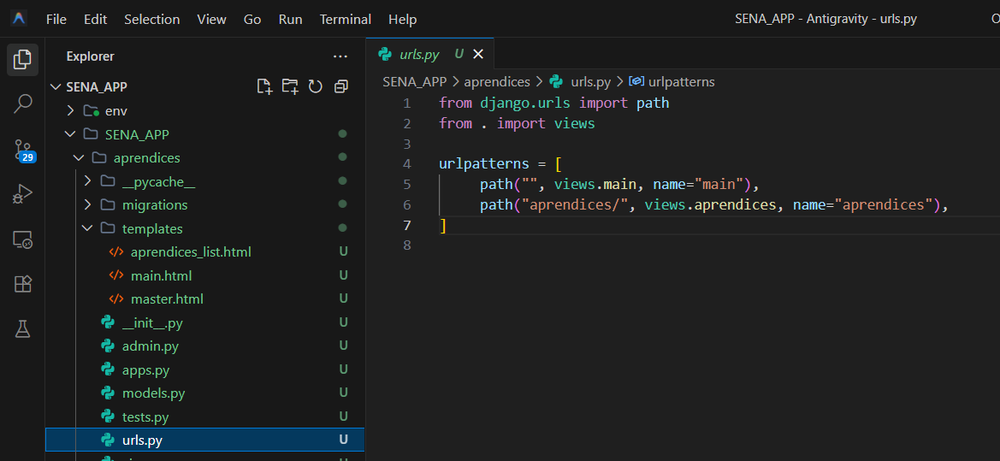 File Edit Selection View Go Run Terminal Help SENA_APP - Antigravity - urls.py
Explorer ...
SENA_APP
env
SENA_APP
aprendices
__pycache__
migrations
templates
aprendices_list.html U
main.html U
master.html U
__init__.py U
admin.py U
apps.py U
models.py U
tests.py U
urls.py U
29
urls.py U
SENA_APP > aprendices > urls.py > urlpatterns
1 from django.urls import path
2 from . import views
3
4 urlpatterns = [
5 path("", views.main, name="main"),
6 path("aprendices/", views.aprendices, name="aprendices"),
7 ]
8